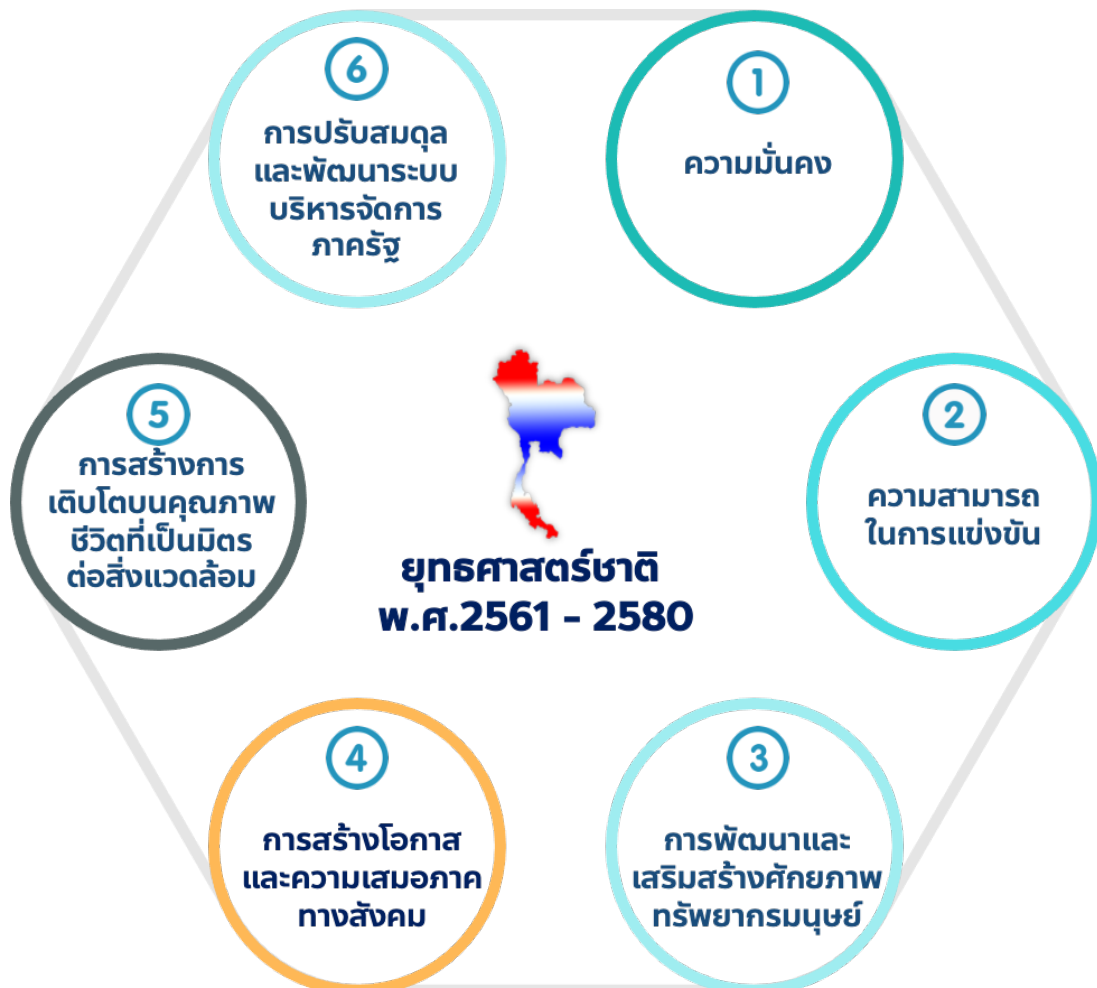 1
ความมั่นคง
2
ความสามารถ
ในการแข่งขัน
3
การพัฒนาและ
เสริมสร้างศักยภาพ
ทรัพยากรมนุษย์
4
การสร้างโอกาส
และความเสมอภาค
ทางสังคม
5
การสร้างการ
เติบโตบนคุณภาพ
ชีวิตที่เป็นมิตร
ต่อสิ่งแวดล้อม
6
การปรับสมดุล
และพัฒนาระบบ
บริหารจัดการ
ภาครัฐ
ยุทธศาสตร์ชาติ
พ.ศ.2561 - 2580